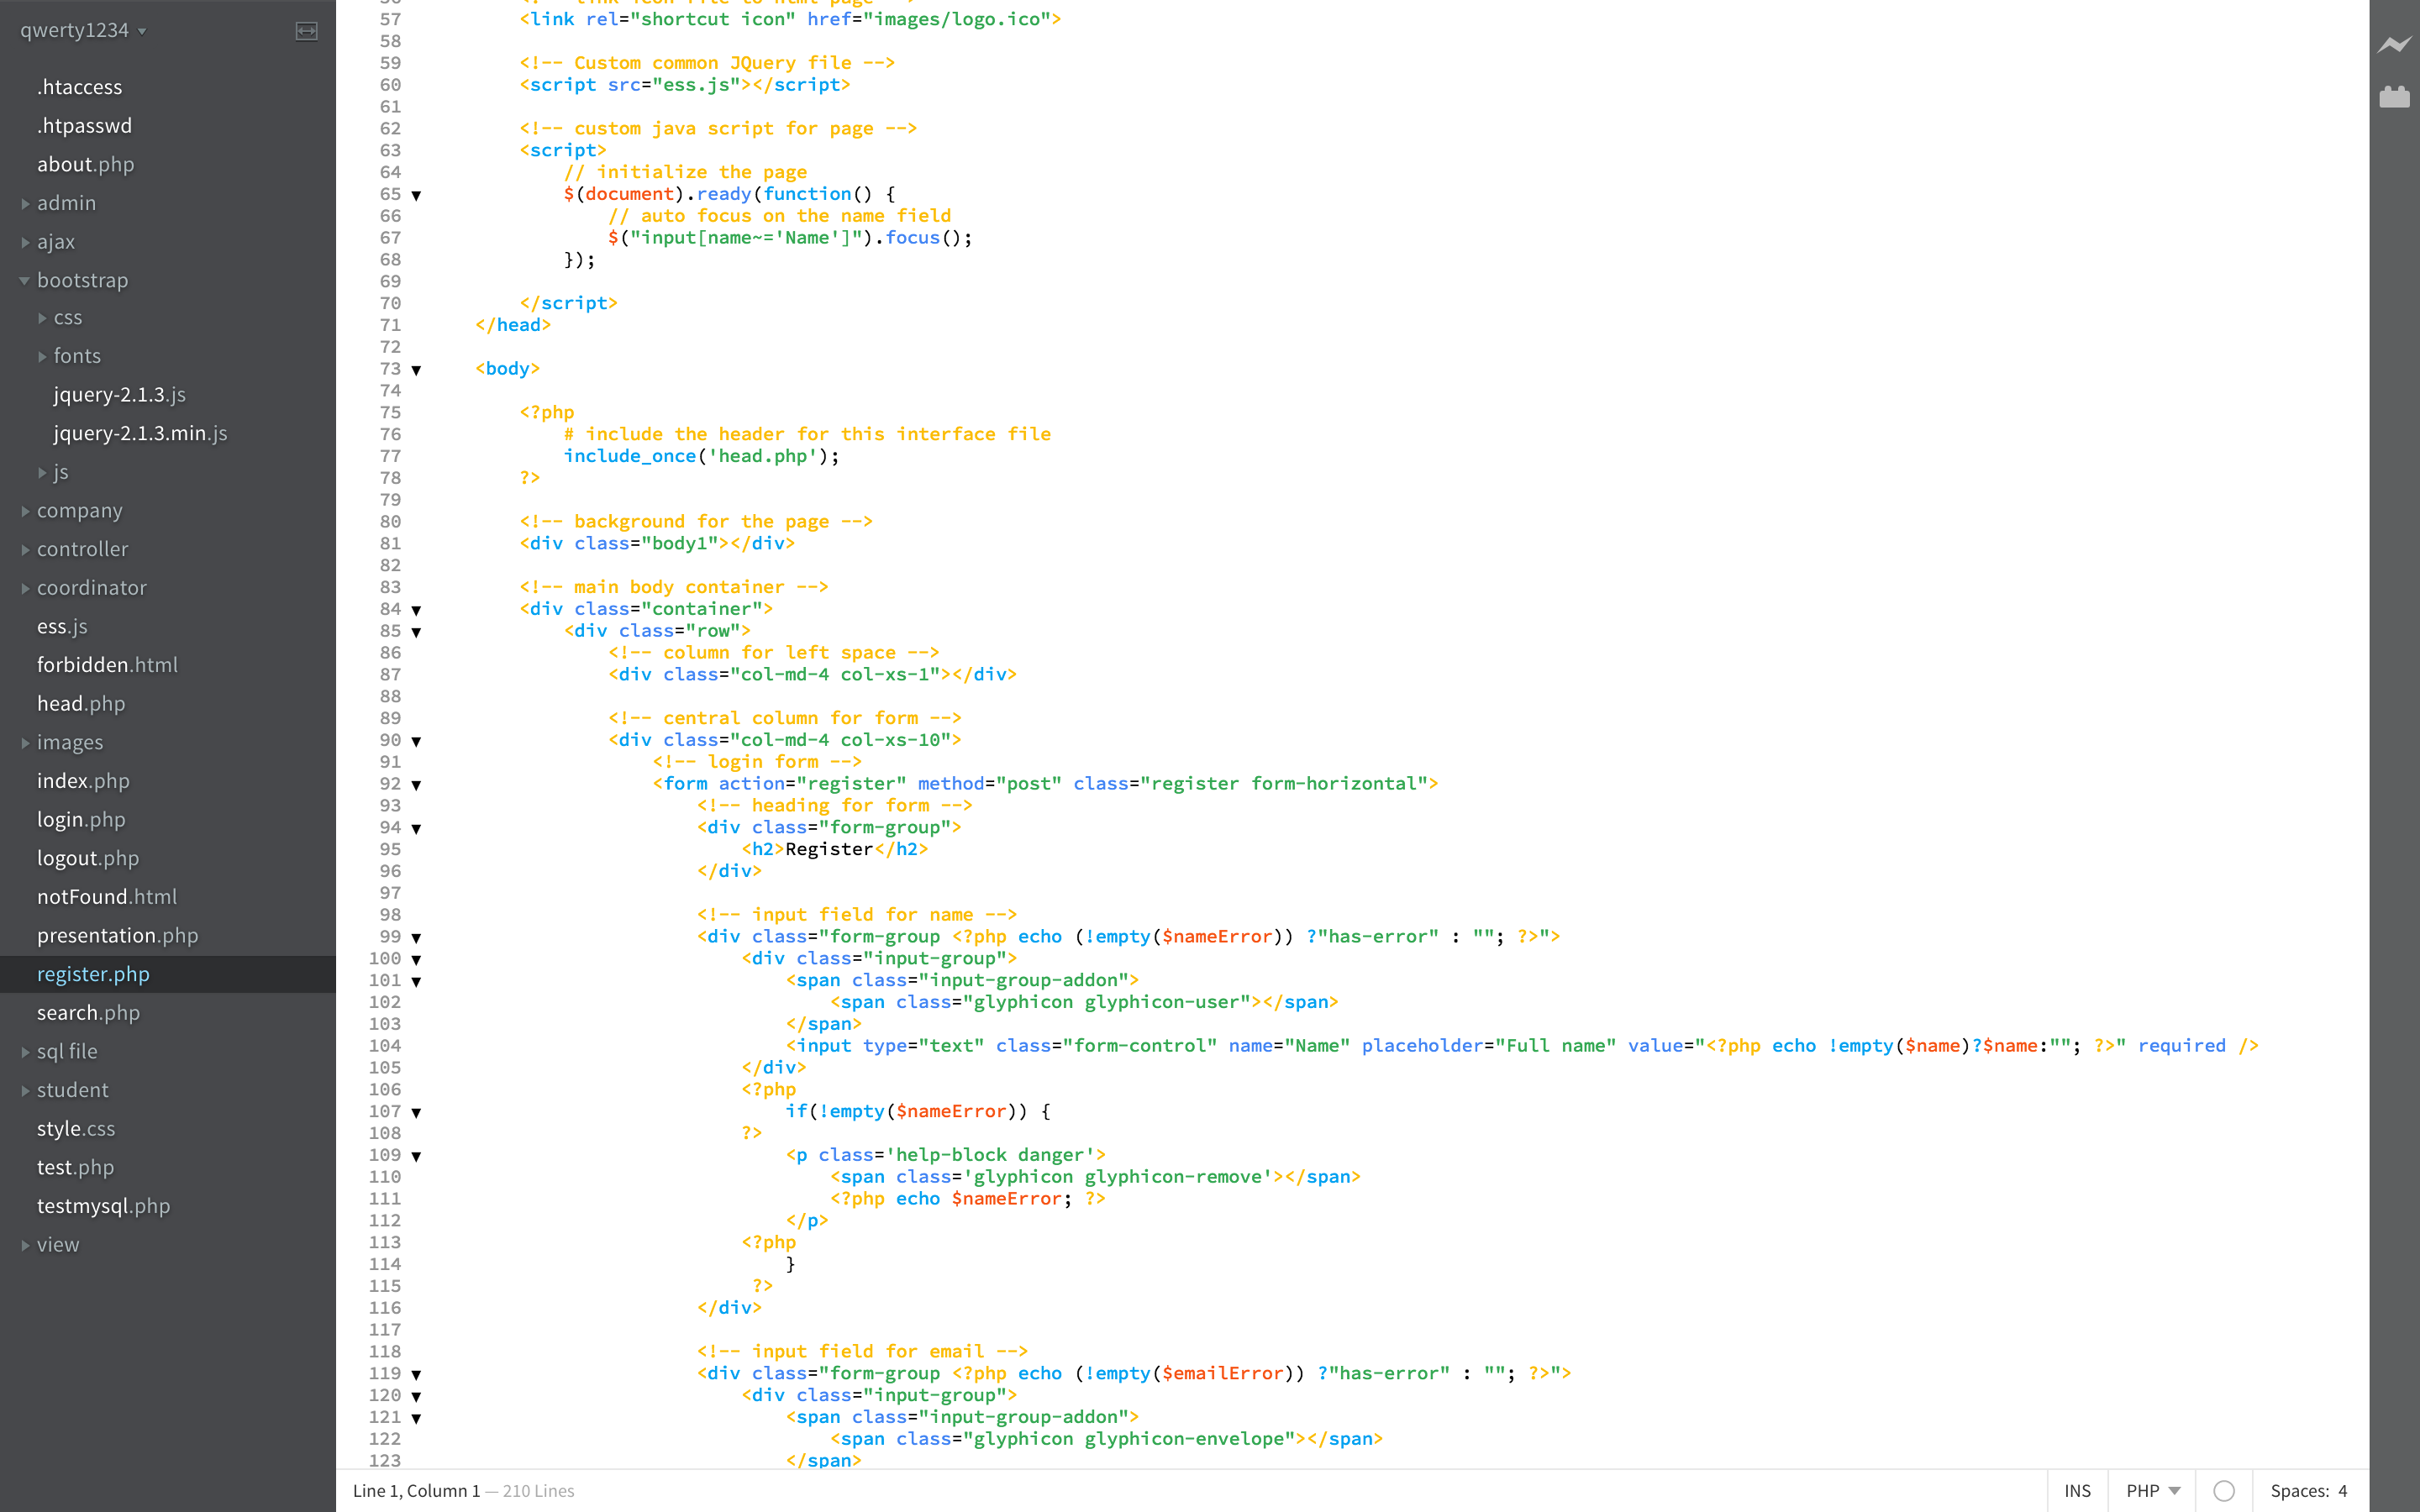 qwerty1234
.htaccess
.htpasswd
about.php
admin
ajax
bootstrap
css
fonts
jquery-2.1.3.js
jquery-2.1.3.min.js
js
company
controller
coordinator
ess.js
forbidden.html
head.php
images
index.php
login.php
logout.php
notFound.html
presentation.php
register.php
search.php
sql file
student
style.css
test.php
testmysql.php
view
57 <link rel="shortcut icon" href="images/logo.ico">
58
59 <!-- Custom common JQuery file -->
60 <script src="ess.js"></script>
61
62 <!-- custom java script for page -->
63 <script>
64 // initialize the page
65 $(document).ready(function() {
66 // auto focus on the name field
67 $("input[name~='Name']").focus();
68 });
69
70 </script>
71 </head>
72
73 <body>
74
75 <?php
76 # include the header for this interface file
77 include_once('head.php');
78 ?>
79
80 <!-- background for the page -->
81 <div class="body1"></div>
82
83 <!-- main body container -->
84 <div class="container">
85 <div class="row">
86 <!-- column for left space -->
87 <div class="col-md-4 col-xs-1"></div>
88
89 <!-- central column for form -->
90 <div class="col-md-4 col-xs-10">
91 <!-- login form -->
92 <form action="register" method="post" class="register form-horizontal">
93 <!-- heading for form -->
94 <div class="form-group">
95 <h2>Register</h2>
96 </div>
97
98 <!-- input field for name -->
99 <div class="form-group <?php echo (!empty($nameError)) ?"has-error" : ""; ?>">
100 <div class="input-group">
101 <span class="input-group-addon">
102 <span class="glyphicon glyphicon-user"></span>
103 </span>
104 <input type="text" class="form-control" name="Name" placeholder="Full name" value="<?php echo !empty($name)?$name:""; ?>" required />
105 </div>
106 <?php
107 if(!empty($nameError)) {
108 ?>
109 <p class='help-block danger'>
110 <span class='glyphicon glyphicon-remove'></span>
111 <?php echo $nameError; ?>
112 </p>
113 <?php
114 }
115 ?>
116 </div>
117
118 <!-- input field for email -->
119 <div class="form-group <?php echo (!empty($emailError)) ?"has-error" : ""; ?>">
120 <div class="input-group">
121 <span class="input-group-addon">
122 <span class="glyphicon glyphicon-envelope"></span>
123 </span>
Line 1, Column 1 — 210 Lines
INS PHP Spaces: 4